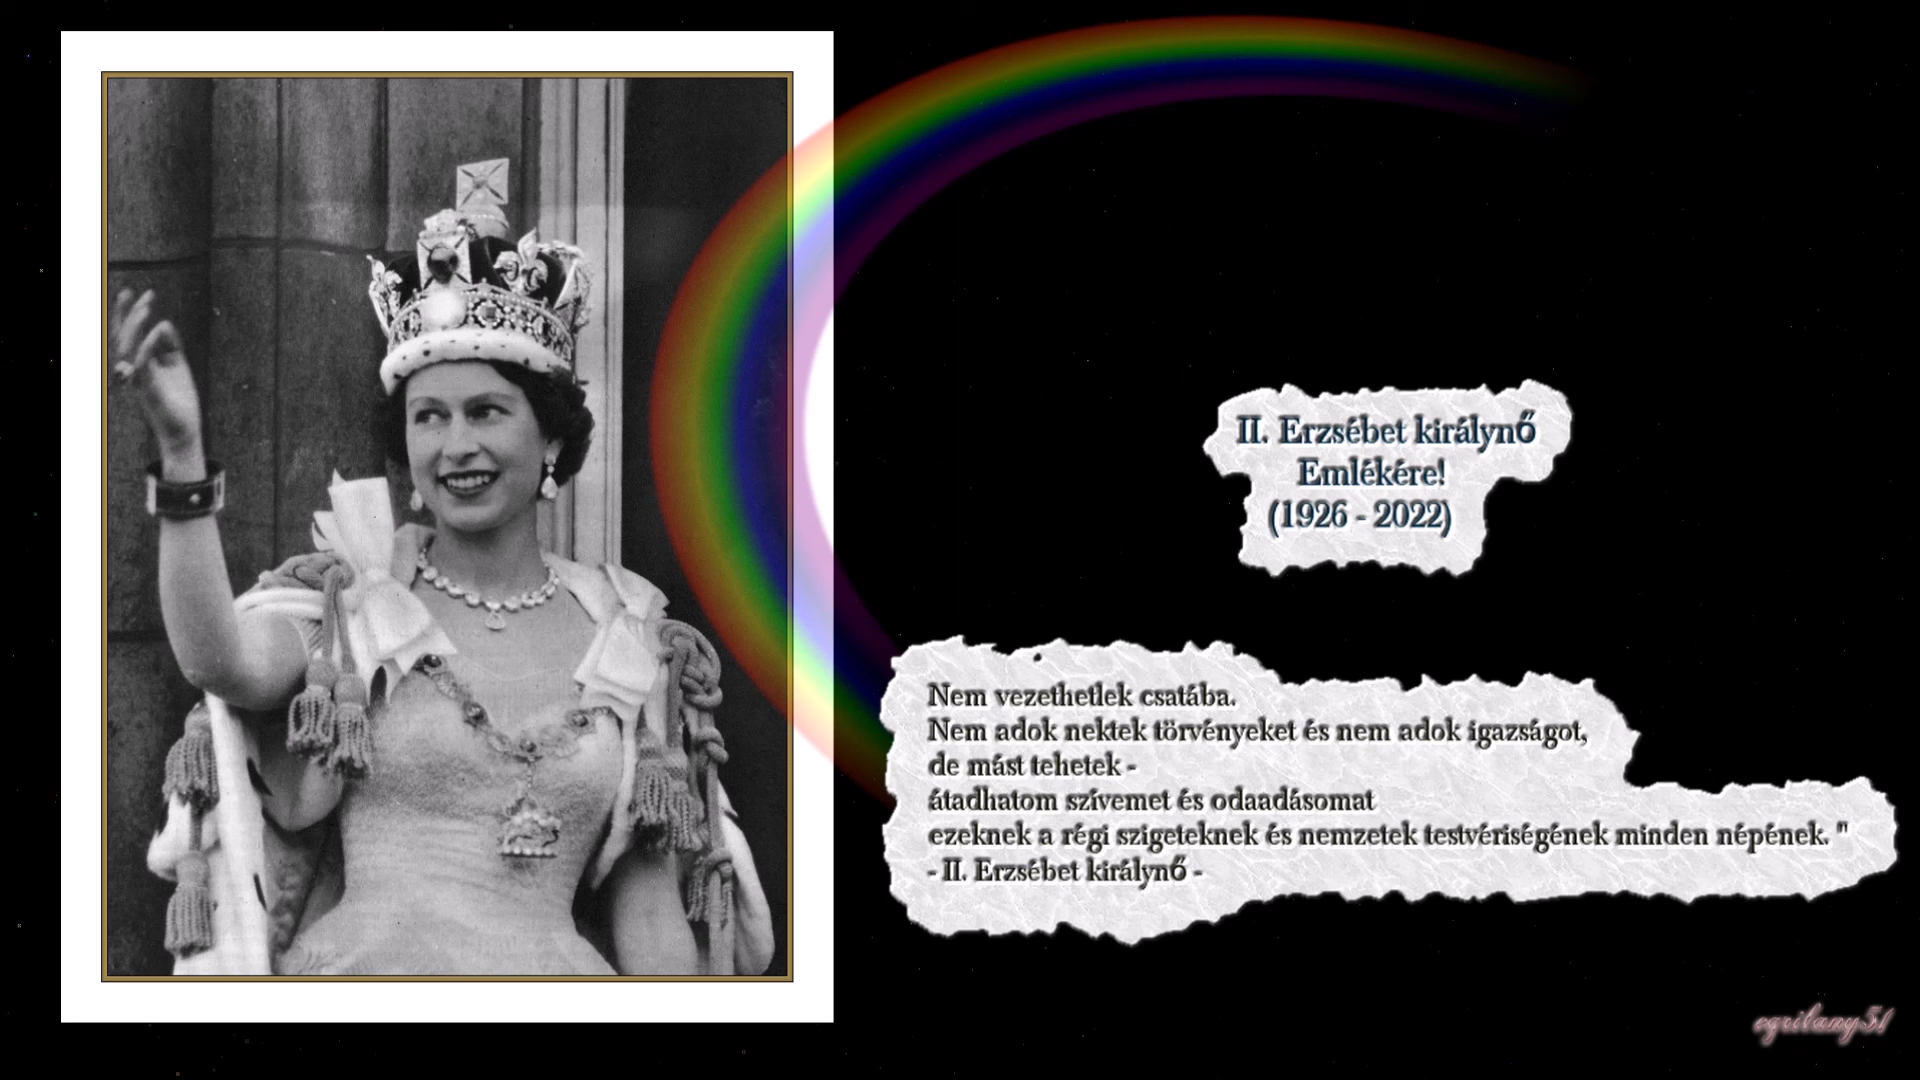 II. Erzsébet királynő
Emlékére!
(1926 - 2022)
Nem vezethetlek csatába.
Nem adok nektek törvényeket és nem adok igazságot,
de mást tehetek -
átadhatom szívemet és odaadásomat
ezeknek a régi szigeteknek és nemzetek testvériségének minden népének. "
- II. Erzsébet királynő -
egrilany51